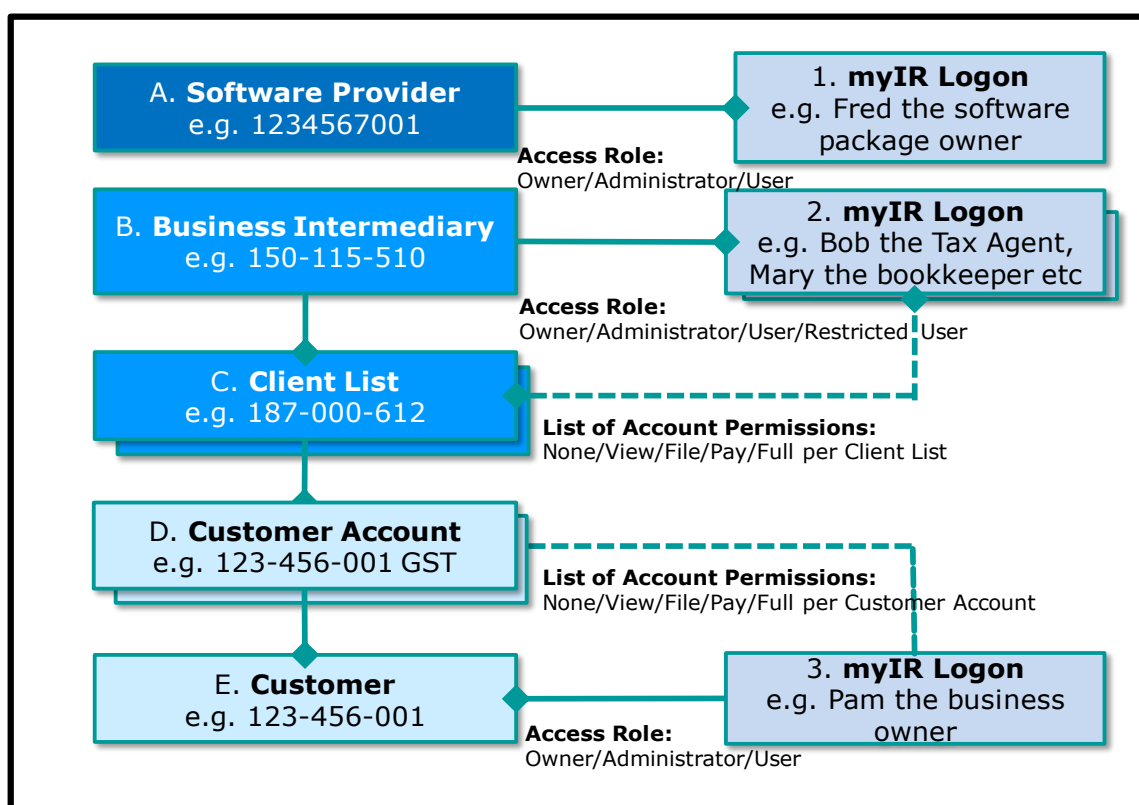 A. Software Provider
e.g. 1234567001
1. myIR Logon
e.g. Fred the software
package owner
Access Role:
Owner/Administrator/User
B. Business Intermediary
e.g. 150-115-510
2. myIR Logon
e.g. Bob the Tax Agent,
Mary the bookkeeper etc
Access Role:
Owner/Administrator/User/Restricted User
C. Client List
e.g. 187-000-612
List of Account Permissions:
None/View/File/Pay/Full per Client List
D. Customer Account
e.g. 123-456-001 GST
List of Account Permissions:
None/View/File/Pay/Full per Customer Account
E. Customer
e.g. 123-456-001
3. myIR Logon
e.g. Pam the business
owner
Access Role:
Owner/Administrator/User